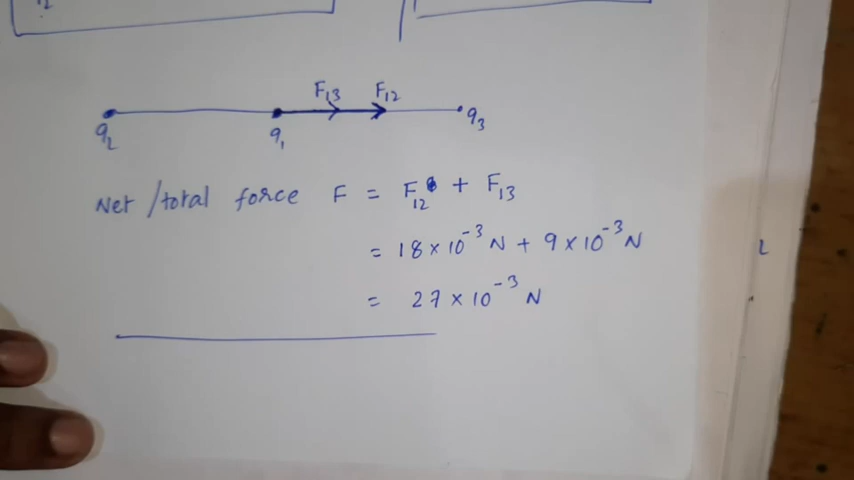 F₁₃ F₁₂
q₂ q₁ q₃
Net /total force F = F₁₂ + F₁₃
= 18 × 10⁻³ N + 9 × 10⁻³ N
= 27 × 10⁻³ N